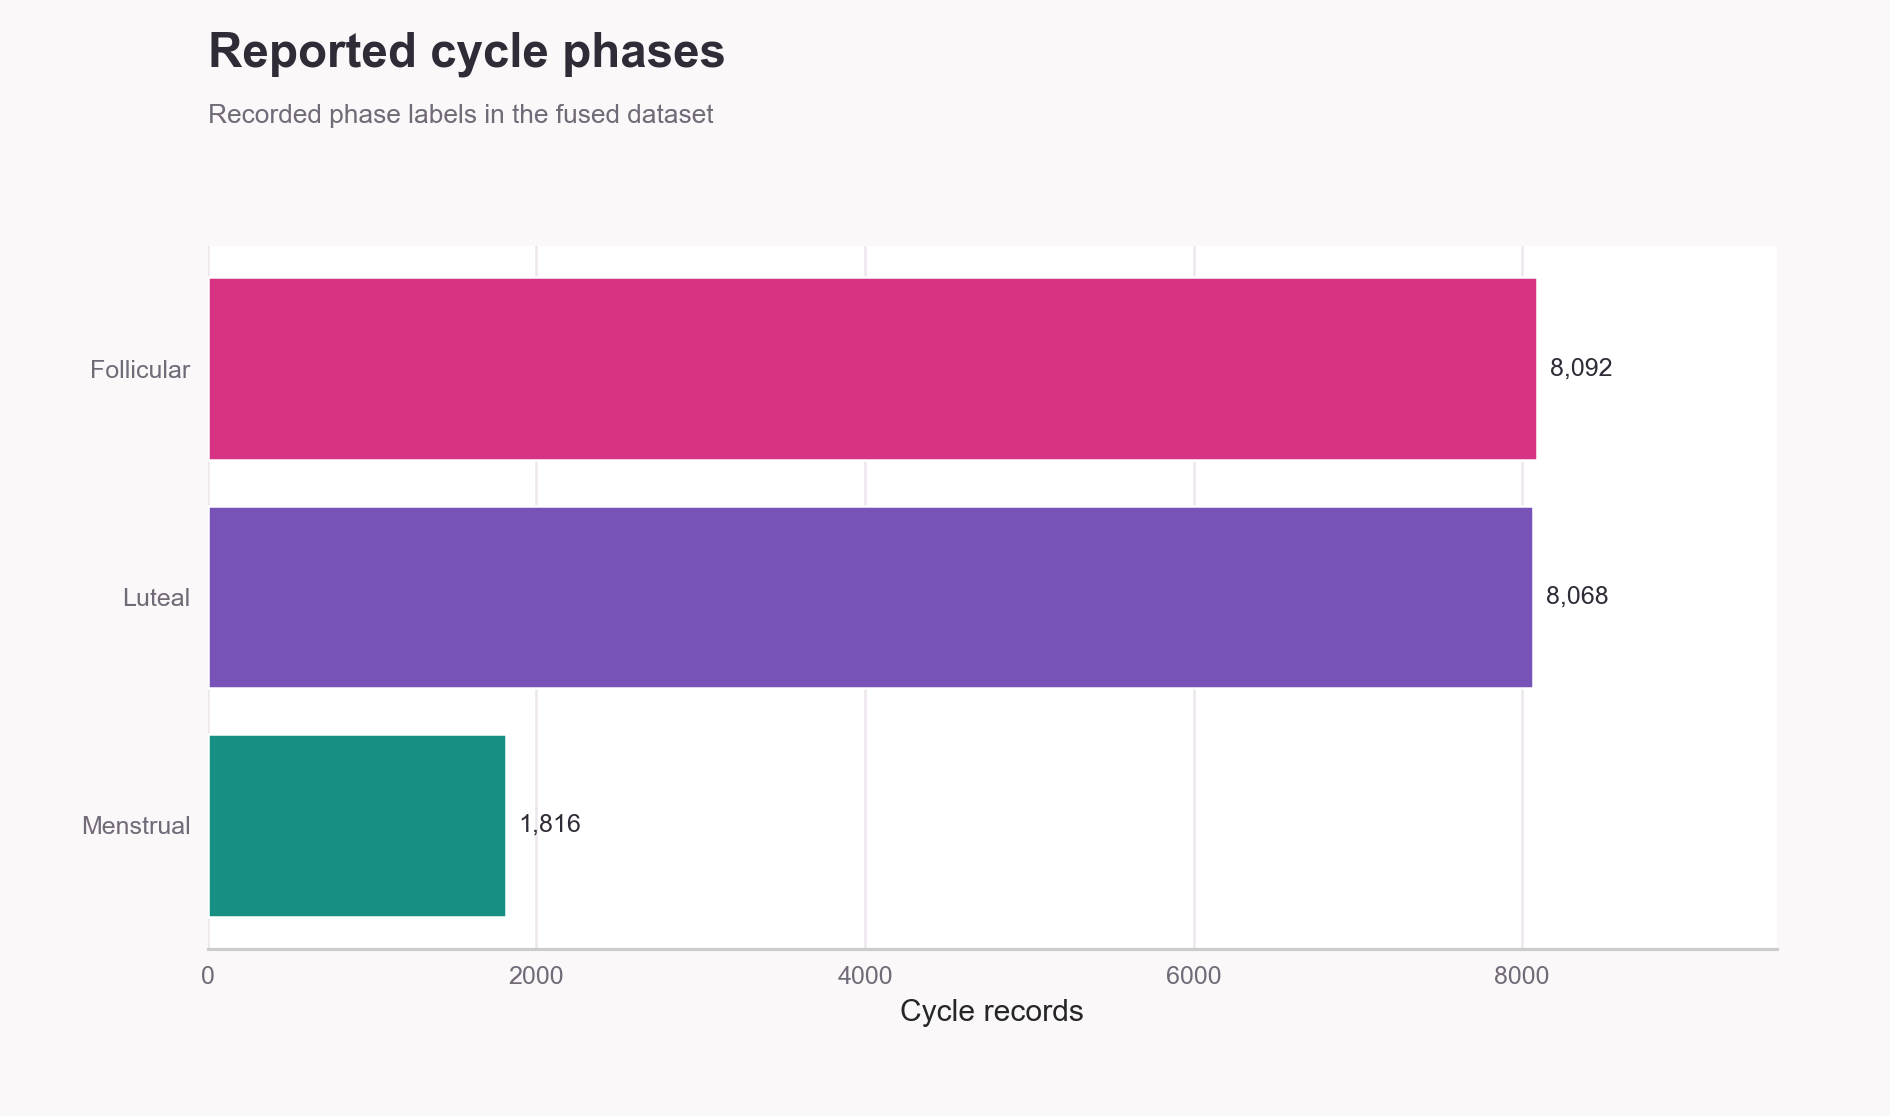 Reported cycle phases
Recorded phase labels in the fused dataset
Follicular
8,092
Luteal
8,068
Menstrual
1,816
0 2000 4000 6000 8000
Cycle records